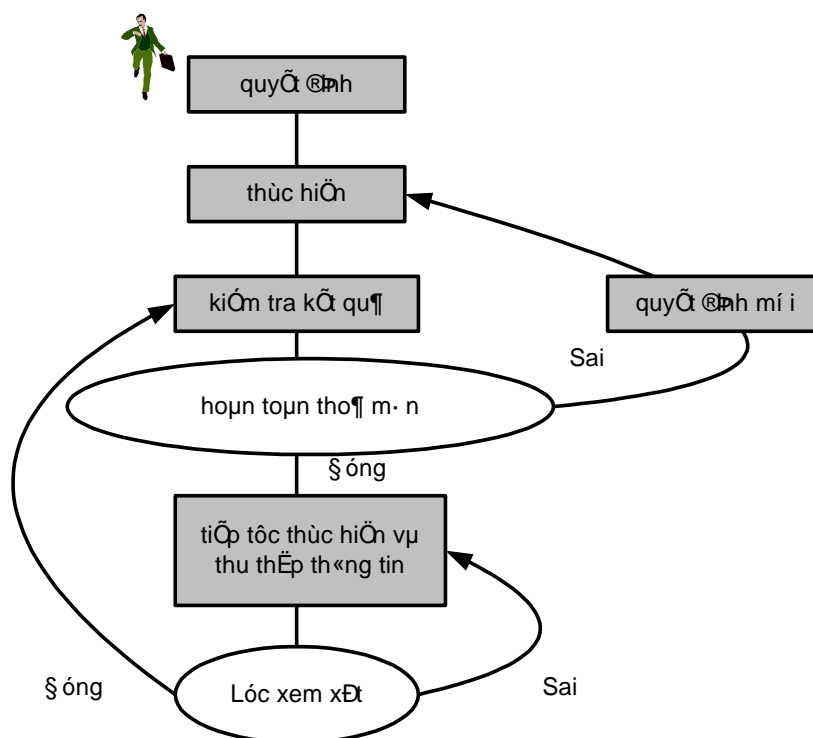 quyÕt ®Þnh
thùc hiÖn
kiÓm tra kÕt qu¶
quyÕt ®Þnh mí i
Sai
hoµn toµn tho¶ m· n
§ óng
tiÕp tôc thùc hiÖn vµ
thu thËp th«ng tin
§ óng
Lóc xem xÐt
Sai